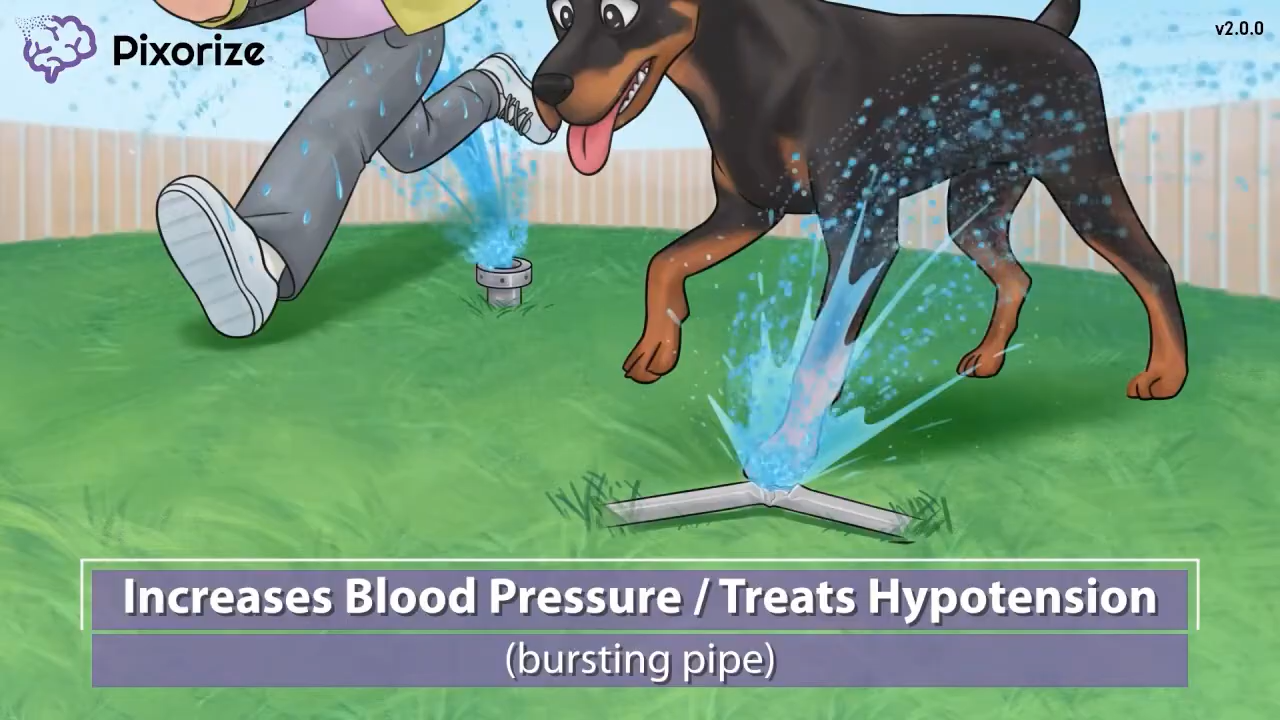 Pixorize
v2.0.0
Increases Blood Pressure / Treats Hypotension
(bursting pipe)